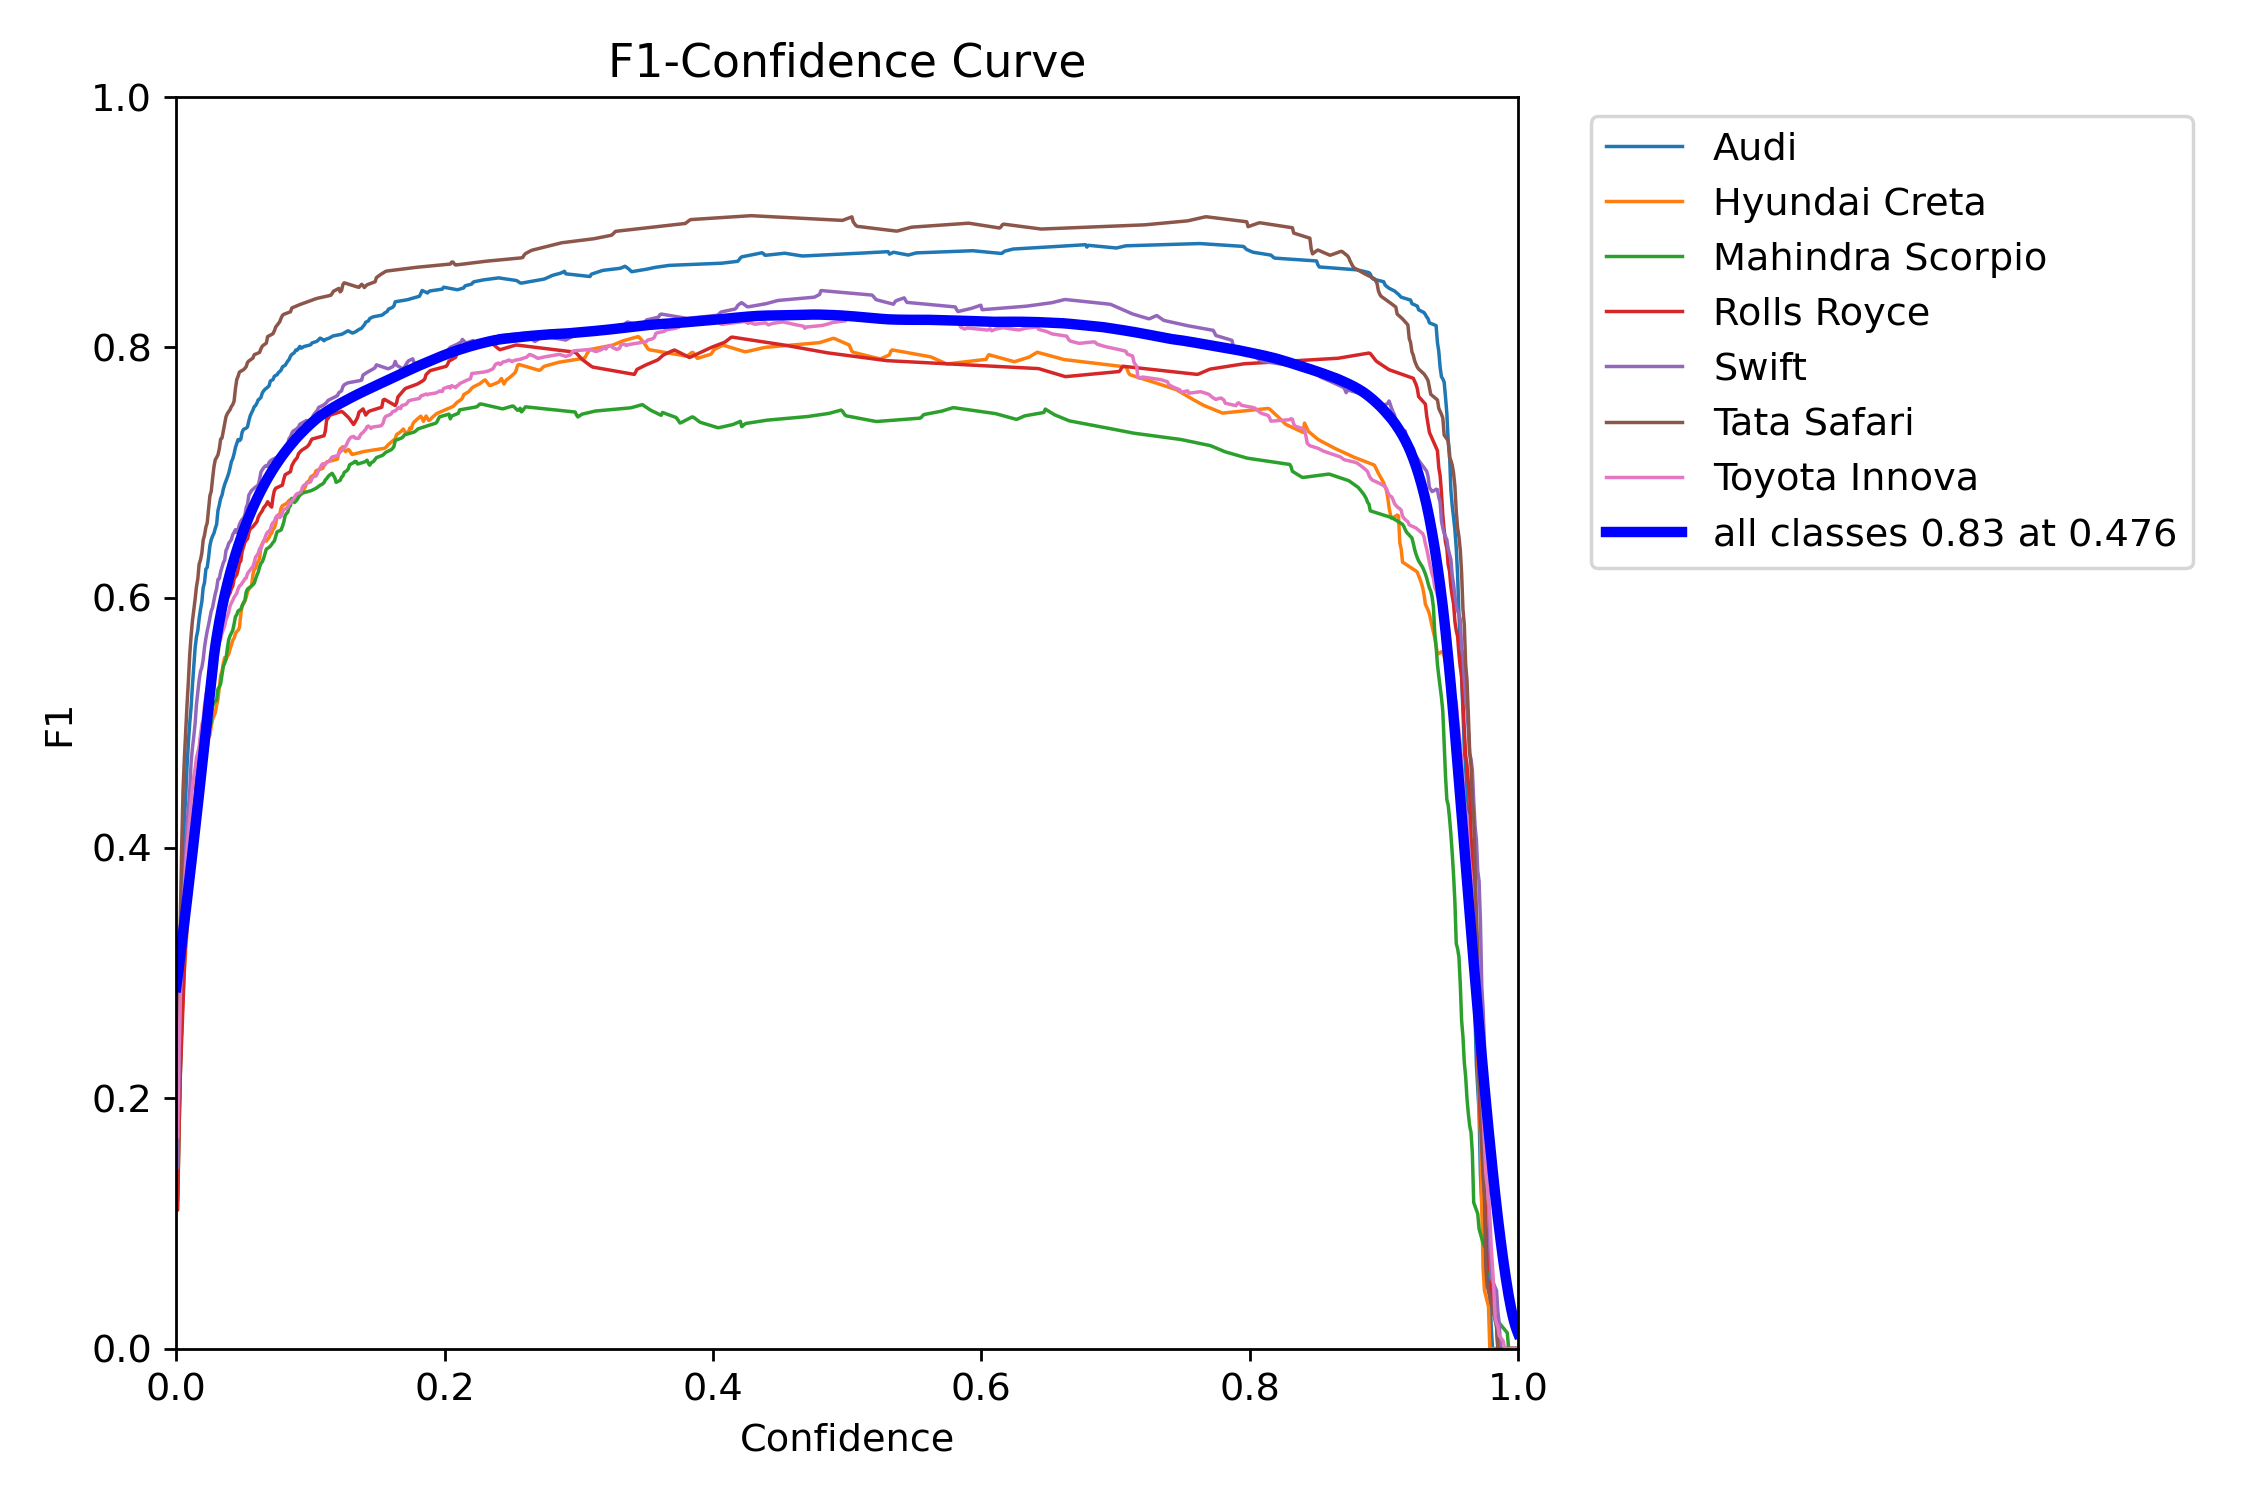 F1-Confidence Curve
1.0
0.8
0.6
0.4
0.2
0.0
F1
0.0 0.2 0.4 0.6 0.8 1.0
Confidence
Audi
Hyundai Creta
Mahindra Scorpio
Rolls Royce
Swift
Tata Safari
Toyota Innova
all classes 0.83 at 0.476